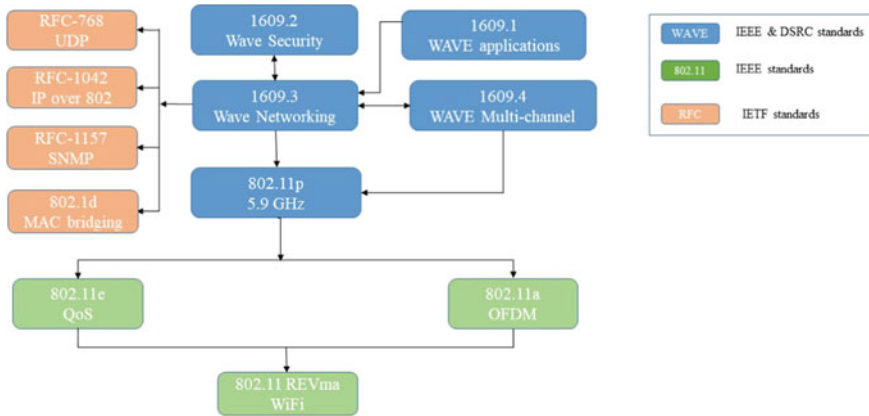 RFC-768
UDP
RFC-1042
IP over 802
RFC-1157
SNMP
802.1d
MAC bridging
1609.2
Wave Security
1609.1
WAVE applications
1609.3
Wave Networking
1609.4
WAVE Multi-channel
802.11p
5.9 GHz
802.11e
QoS
802.11a
OFDM
802.11 REVma
WiFi
WAVE IEEE & DSRC standards
802.11 IEEE standards
RFC IETF standards